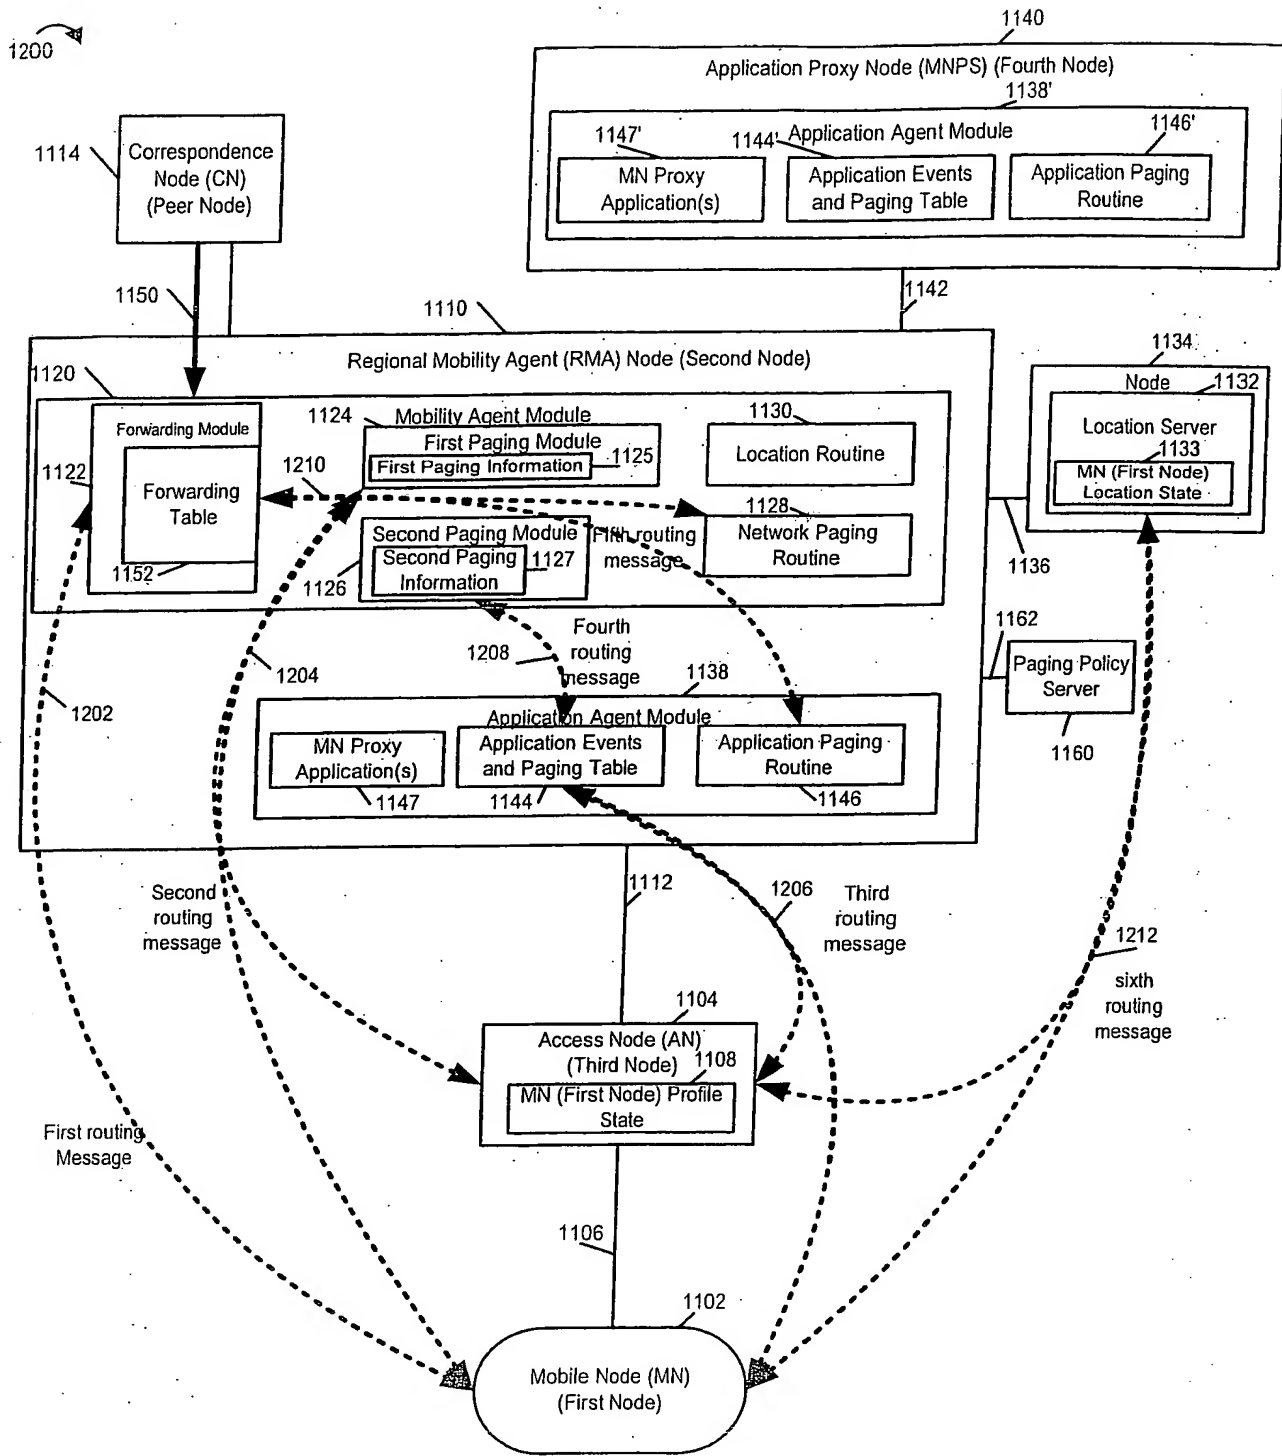 1200
1140
Application Proxy Node (MNPS) (Fourth Node)
1138'
Application Agent Module
1147'
1144'
1146'
MN Proxy
Application(s)
Application Events
and Paging Table
Application Paging
Routine
1114
Correspondence
Node (CN)
(Peer Node)
1150
1110
1142
Regional Mobility Agent (RMA) Node (Second Node)
1134
Node
1132
Location Server
1133
MN (First Node)
Location State
1120
Mobility Agent Module
1124
First Paging Module
First Paging Information
1125
1130
Location Routine
Forwarding Module
1122
Forwarding
Table
1152
1210
1128
Network Paging
Routine
Second Paging Module
Second Paging
Information
1127
1126
Fifth routing
message
1136
1162
Paging Policy
Server
1160
Fourth
routing
message
1208
1204
1202
1138
Application Agent Module
MN Proxy
Application(s)
1147
Application Events
and Paging Table
1144
Application Paging
Routine
1146
Second
routing
message
1112
1206
Third
routing
message
1212
sixth
routing
message
1104
Access Node (AN)
(Third Node)
1108
MN (First Node) Profile
State
First routing
Message
1106
1102
Mobile Node (MN)
(First Node)